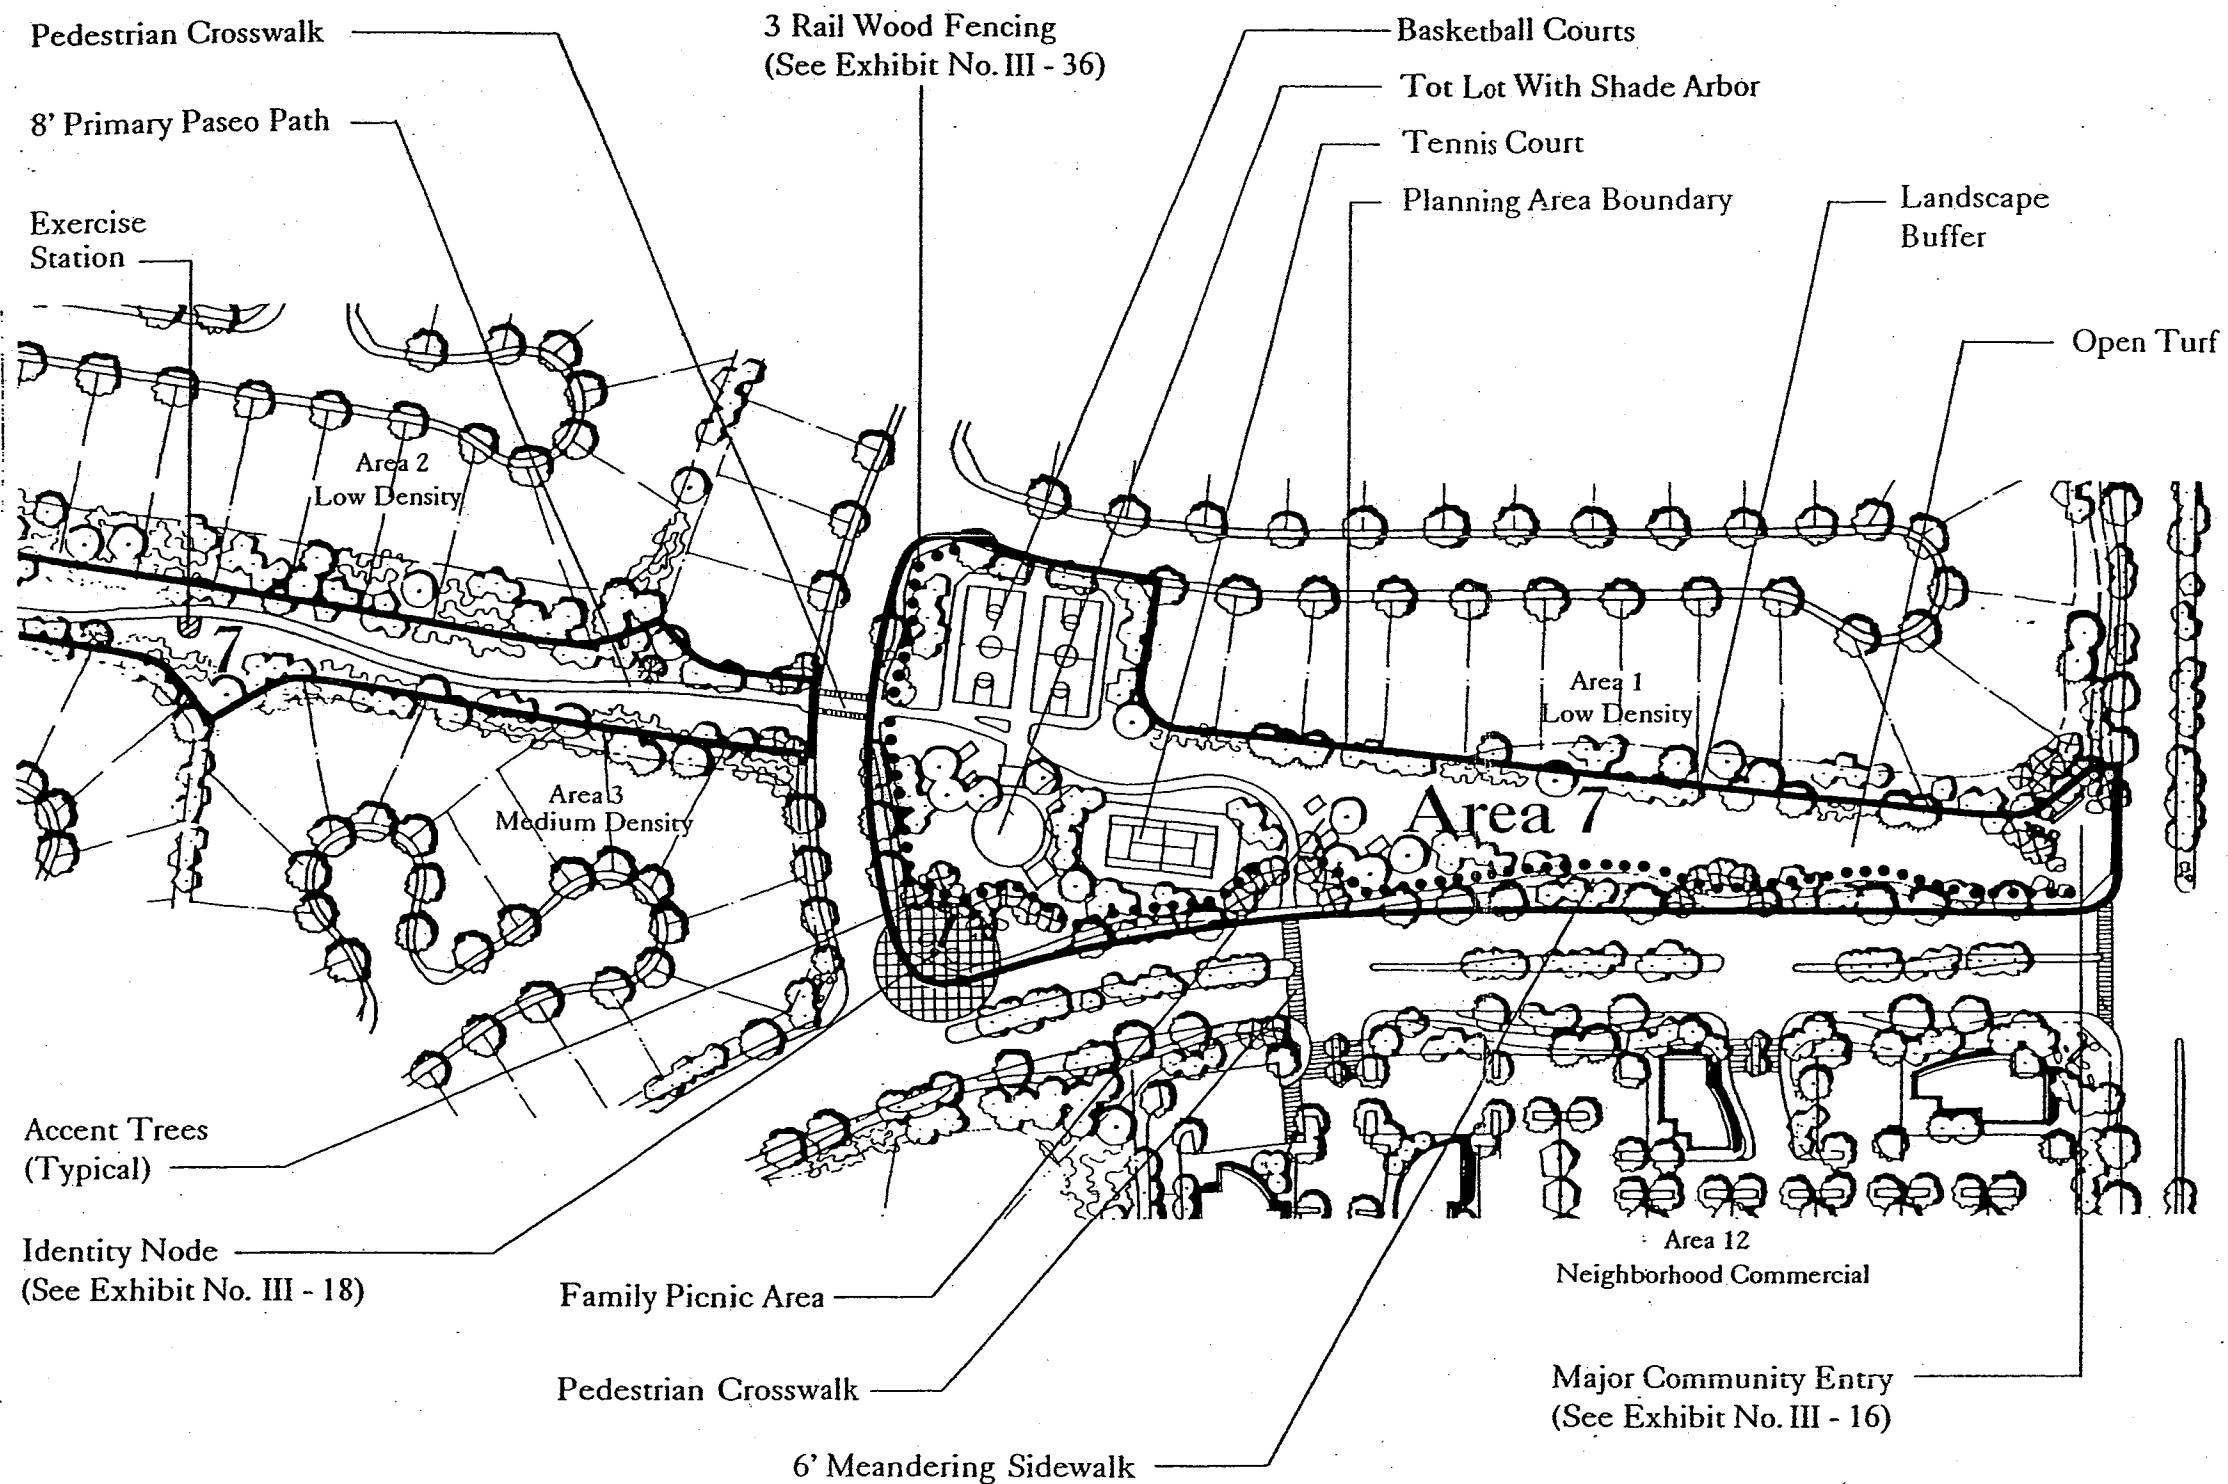 Pedestrian Crosswalk
8' Primary Paseo Path
Exercise
Station
3 Rail Wood Fencing
(See Exhibit No. III - 36)
Basketball Courts
Tot Lot With Shade Arbor
Tennis Court
Planning Area Boundary
Landscape
Buffer
Open Turf
Area 2
Low Density
7
Area 3
Medium Density
Area 1
Low Density
Area 7
Accent Trees
(Typical)
Identity Node
(See Exhibit No. III - 18)
Family Picnic Area
Pedestrian Crosswalk
6' Meandering Sidewalk
Area 12
Neighborhood Commercial
Major Community Entry
(See Exhibit No. III - 16)